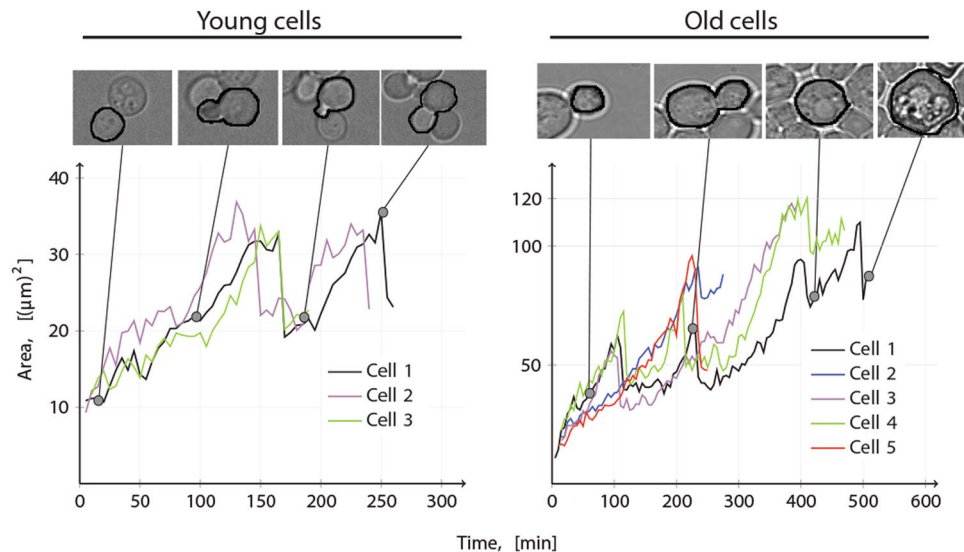 Young cells
Old cells
Area, [(μm)²]
40
30
20
10
0 50 100 150 200 250 300
Cell 1
Cell 2
Cell 3
120
100
50
0 100 200 300 400 500 600
Cell 1
Cell 2
Cell 3
Cell 4
Cell 5
Time, [min]